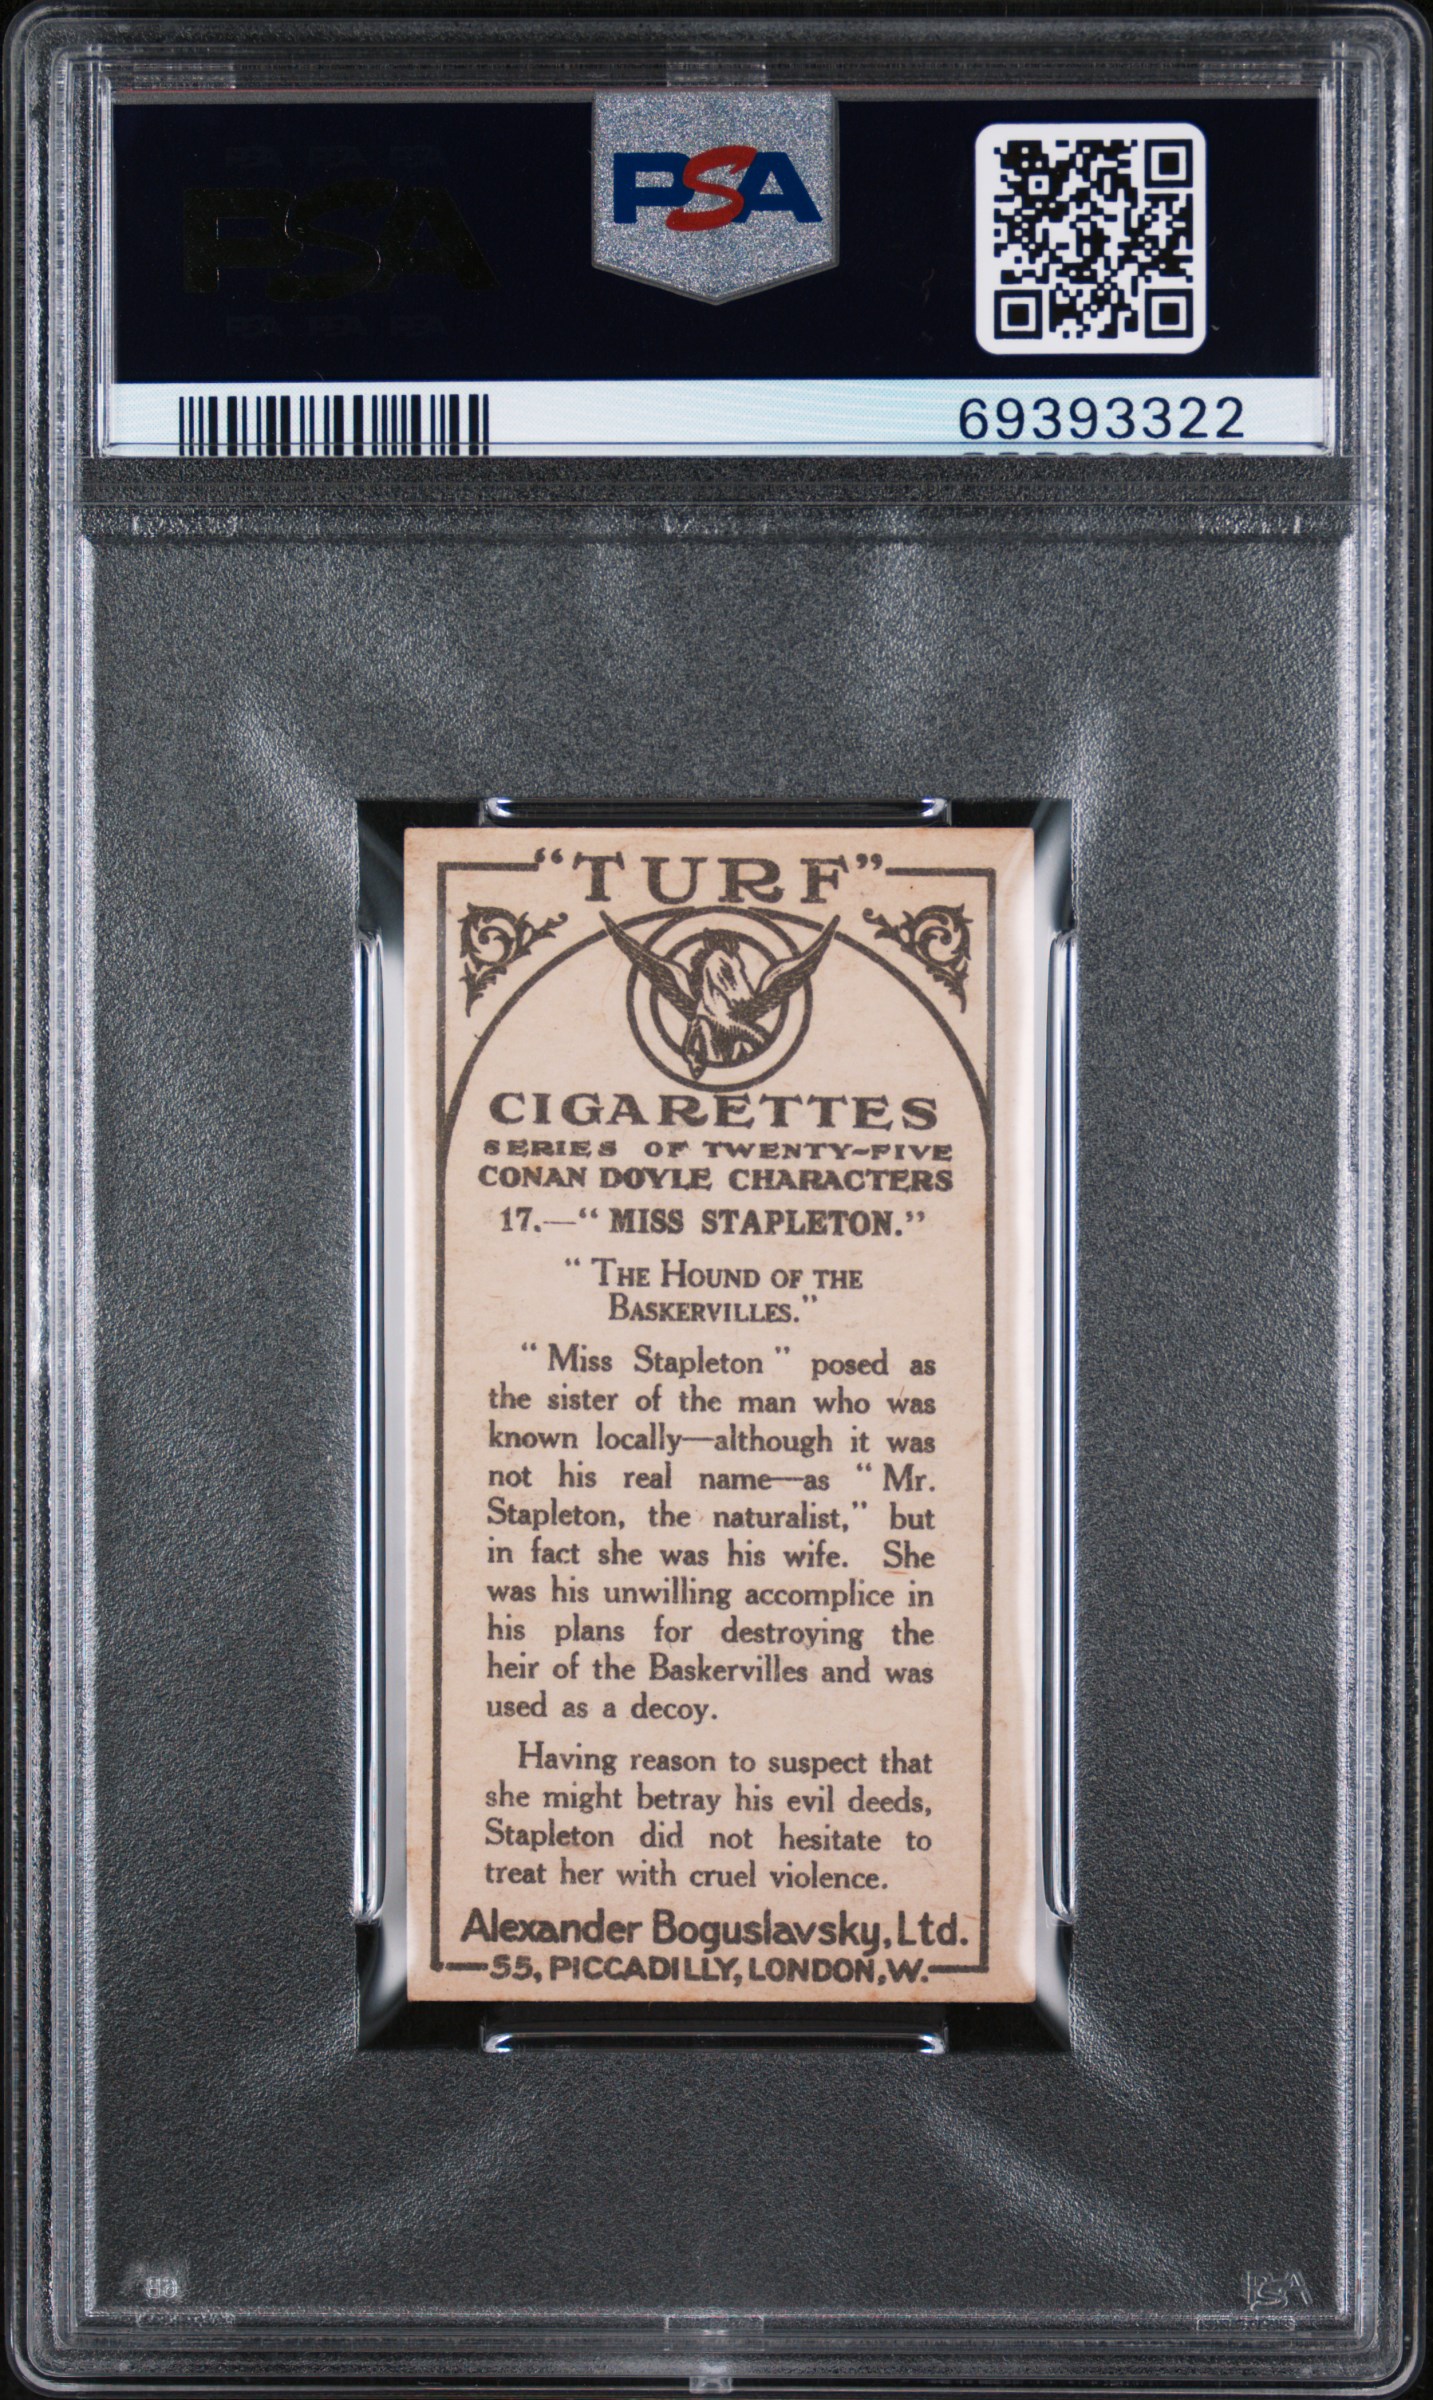 PSA
PSA
69393322
"TURF"
CIGARETTES
SERIES OF TWENTY-FIVE
CONAN DOYLE CHARACTERS
17.—"MISS STAPLETON."
"THE HOUND OF THE
BASKERVILLES."
"Miss Stapleton" posed as
the sister of the man who was
known locally—although it was
not his real name—as "Mr.
Stapleton, the naturalist," but
in fact she was his wife. She
was his unwilling accomplice in
his plans for destroying the
heir of the Baskervilles and was
used as a decoy.
Having reason to suspect that
she might betray his evil deeds,
Stapleton did not hesitate to
treat her with cruel violence.
Alexander Boguslavsky, Ltd.
55, PICCADILLY, LONDON, W.
PSA